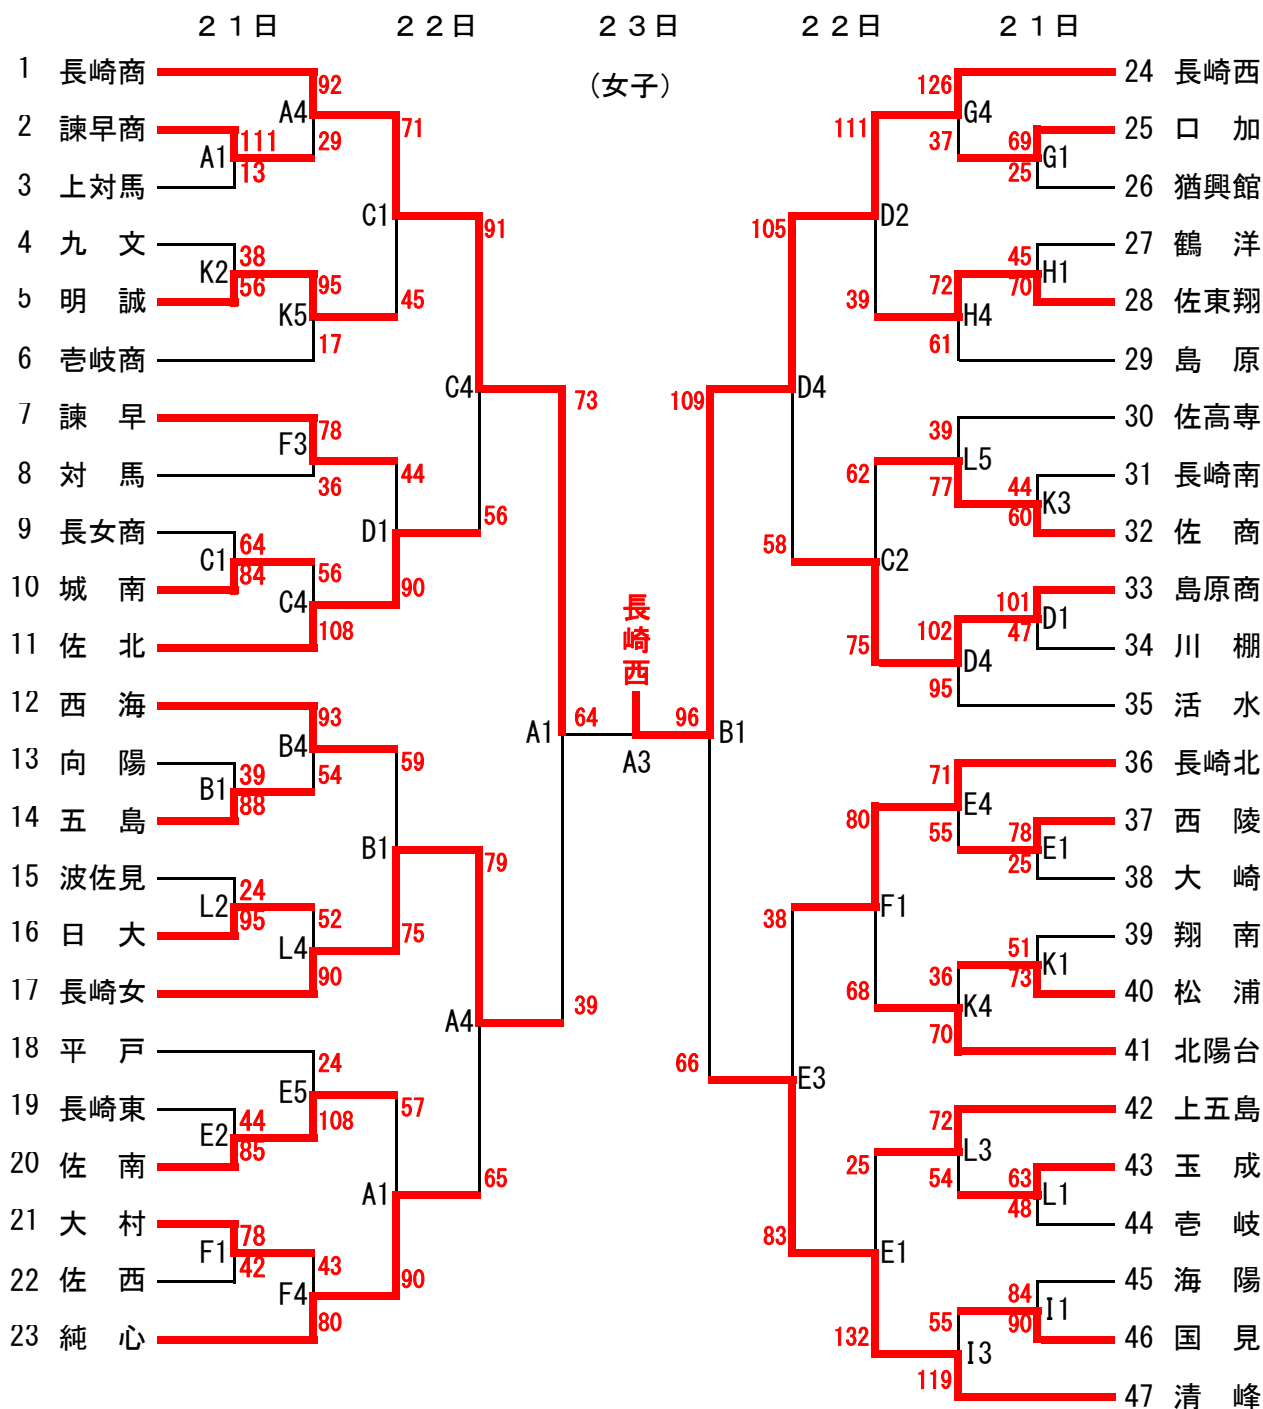 ２１日 ２２日 ２３日 ２２日 ２１日
（女子）
1 長崎商
2 諫早商
3 上対馬
4 九　文
5 明　誠
6 壱岐商
7 諫　早
8 対　馬
9 長女商
10 城　南
11 佐　北
12 西　海
13 向　陽
14 五　島
15 波佐見
16 日　大
17 長崎女
18 平　戸
19 長崎東
20 佐　南
21 大　村
22 佐　西
23 純　心
A1 111 13
K2 38 56
C1 64 84
B1 39 88
L2 24 95
E2 44 85
F1 78 42
A4 92 29
K5 95 17
F3 78 36
C4 56 108
B4 93 54
L4 52 90
E5 24 108
F4 43 80
C1 71 45
D1 44 90
B1 59 75
A1 57 90
C4 91 56
A4 79 65
A1 73 39
長崎西
64 96
A3
B1 109 66
D4 105 58
E3 38 83
D2 111 39
C2 62 75
F1 80 68
E1 25 132
G4 126 37
H4 72 61
L5 39 77
D4 102 95
E4 71 55
K4 36 70
L3 72 54
I3 55 119
G1 69 25
H1 45 70
K3 44 60
D1 101 47
E1 78 25
K1 51 73
L1 63 48
I1 84 90
24 長崎西
25 口　加
26 猶興館
27 鶴　洋
28 佐東翔
29 島　原
30 佐高専
31 長崎南
32 佐　商
33 島原商
34 川　棚
35 活　水
36 長崎北
37 西　陵
38 大　崎
39 翔　南
40 松　浦
41 北陽台
42 上五島
43 玉　成
44 壱　岐
45 海　陽
46 国　見
47 清　峰